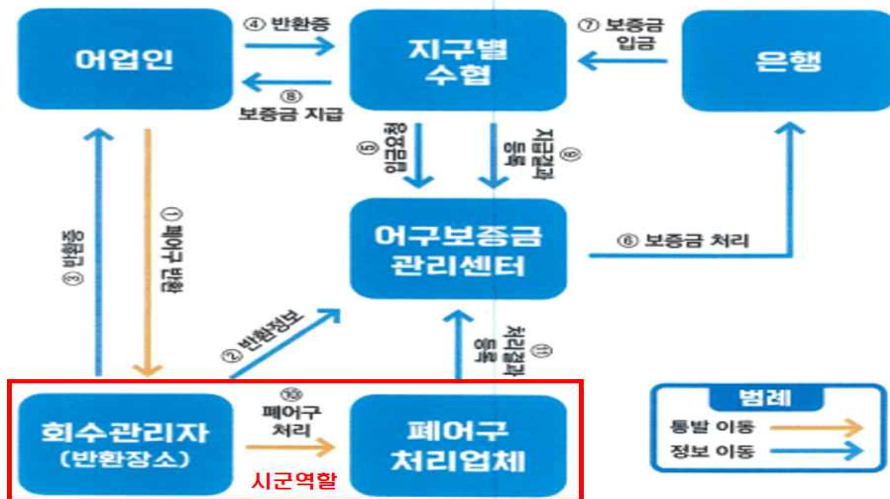 어업인
④ 반환증
지구별
수협
⑦ 보증금
입금
은행
⑧
보증금 지급
⑤
입금요청
지급결과
등록
⑨
① 폐어구 반환
③ 반환증
어구보증금
관리센터
⑥ 보증금 처리
② 반환정보
처리결과
등록
⑪
회수관리자
(반환장소)
⑩
폐어구
처리
시군역할
폐어구
처리업체
범례
통발 이동
정보 이동